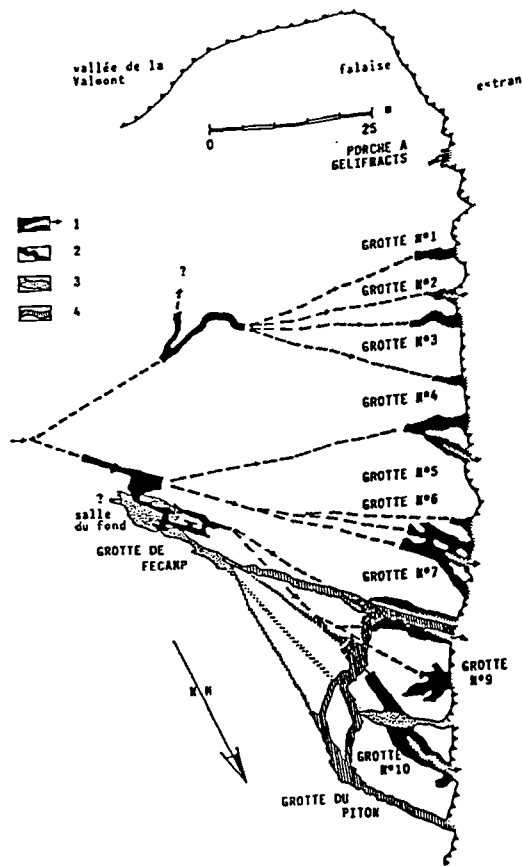 vallée de la
Valmont
falaise
estran
m
0
25
PORCHE A
GELIFRACTS
1
2
3
4
GROTTE N°1
?
GROTTE N°2
GROTTE N°3
GROTTE N°4
GROTTE N°5
GROTTE N°6
?
salle
du fond
GROTTE DE
FECAMP
GROTTE N°7
N M
GROTTE
N°9
GROTTE
N°10
GROTTE DU
PITON